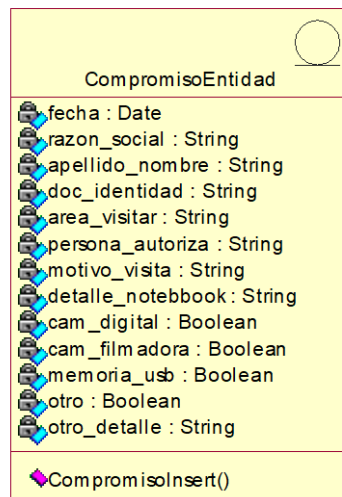 CompromisoEntidad
fecha : Date
razon_social : String
apellido_nombre : String
doc_identidad : String
area_visitar : String
persona_autoriza : String
motivo_visita : String
detalle_notebbook : String
cam_digital : Boolean
cam_filmadora : Boolean
memoria_usb : Boolean
otro : Boolean
otro_detalle : String
CompromisoInsert()